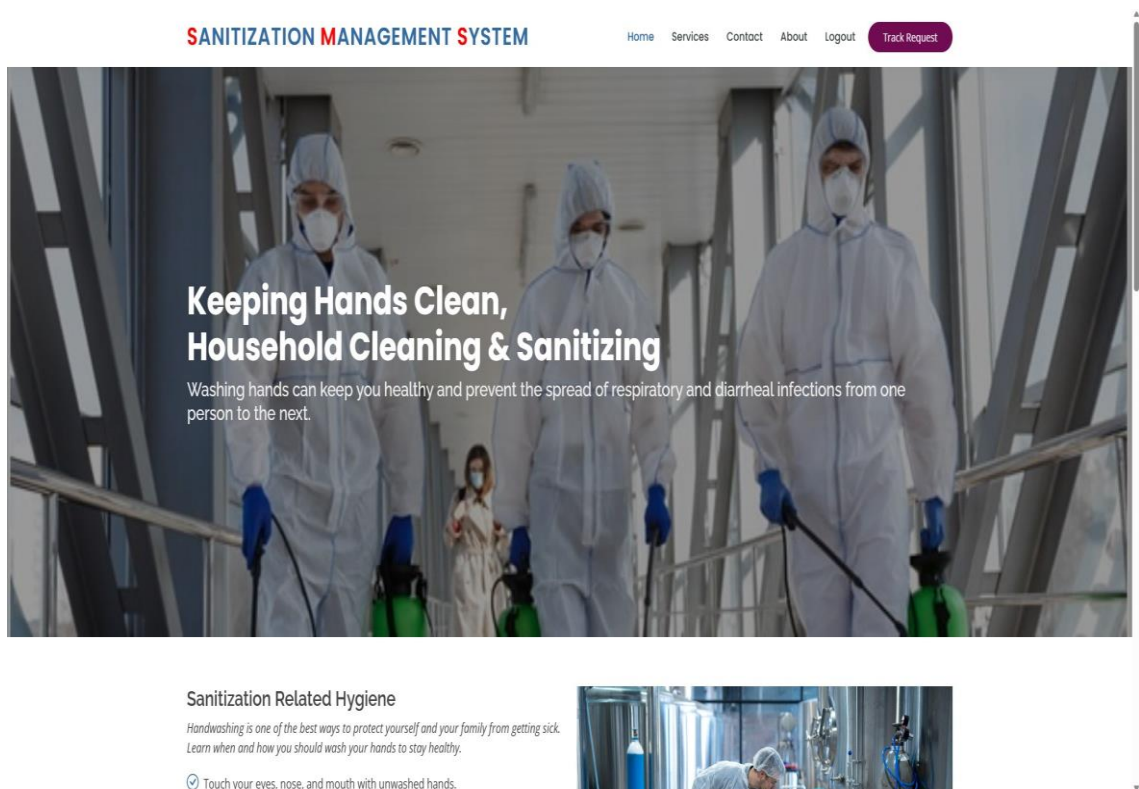 SANITIZATION MANAGEMENT SYSTEM
Home Services Contact About Logout Track Request
Keeping Hands Clean,
Household Cleaning & Sanitizing
Washing hands can keep you healthy and prevent the spread of respiratory and diarrheal infections from one
person to the next.
Sanitization Related Hygiene
Handwashing is one of the best ways to protect yourself and your family from getting sick.
Learn when and how you should wash your hands to stay healthy.
Touch your eyes, nose, and mouth with unwashed hands.